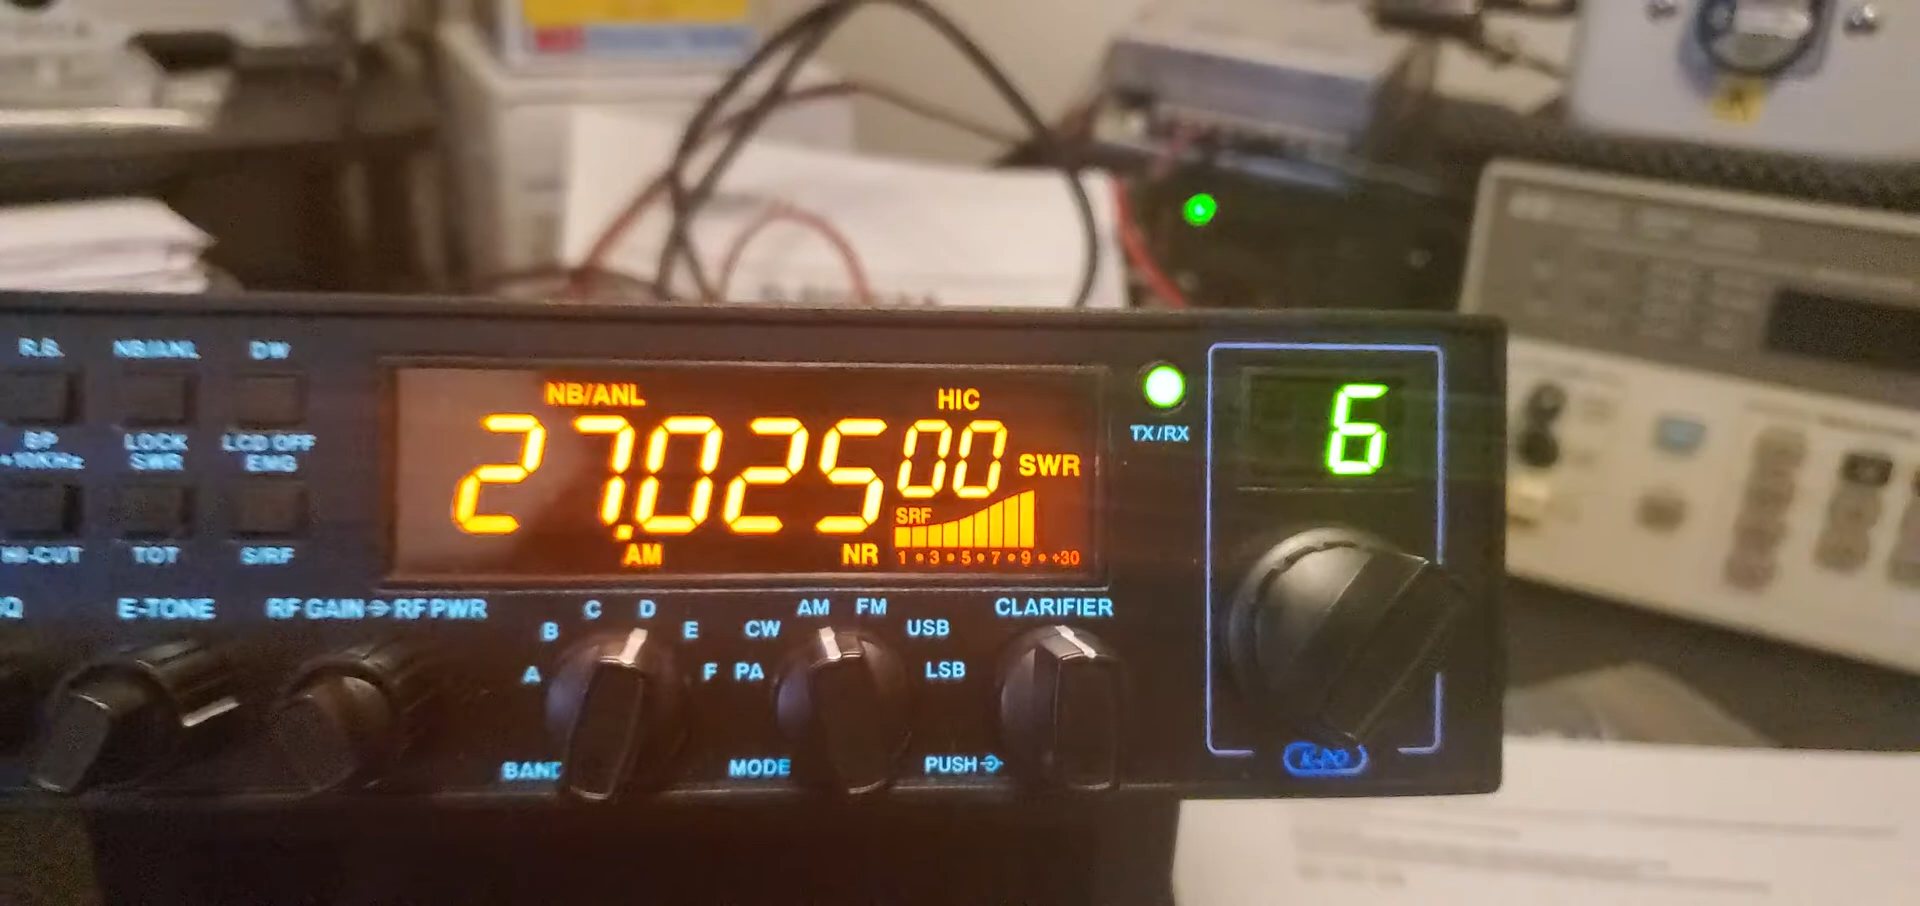 R.B. NB/ANL DW
NB/ANL HIC
27.02500 SWR
SRF
1 • 3 • 5 • 7 • 9 • +30
AM NR
TX/RX
6
BP LOCK LCD OFF
+10KHz SWR EMG
HI-CUT TOT S/RF
E-TONE RF GAIN RF PWR
A B C D E F
BAND
PA CW AM FM USB LSB
MODE
CLARIFIER
PUSH
K-PO